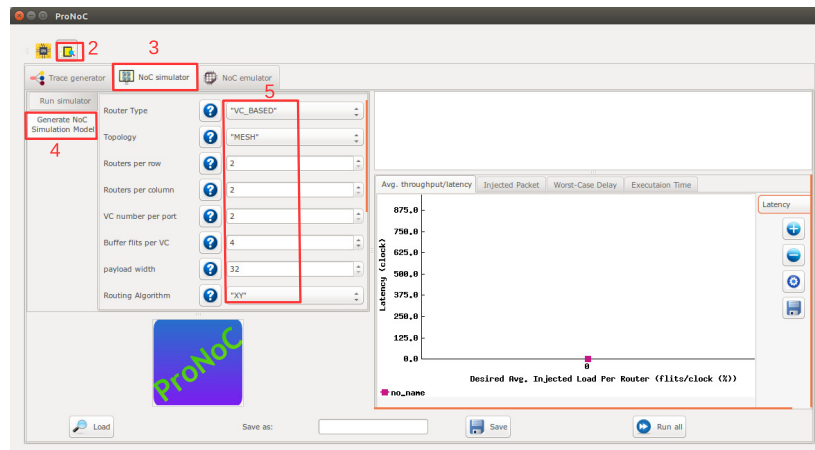 ProNoC
2
3
Trace generator
NoC simulator
NoC emulator
5
Run simulator
Generate NoC
Simulation Model
4
Router Type
"VC_BASED"
Topology
"MESH"
Routers per row
2
Routers per column
2
VC number per port
2
Buffer flits per VC
4
payload width
32
Routing Algorithm
"XY"
Avg. throughput/latency
Injected Packet
Worst-Case Delay
Executaion Time
Latency
875,0
750,0
625,0
500,0
375,0
250,0
125,0
0,0
Latency (clock)
0
Desired Avg. Injected Load Per Router (flits/clock (%))
no_name
ProNoC
Load
Save as:
Save
Run all